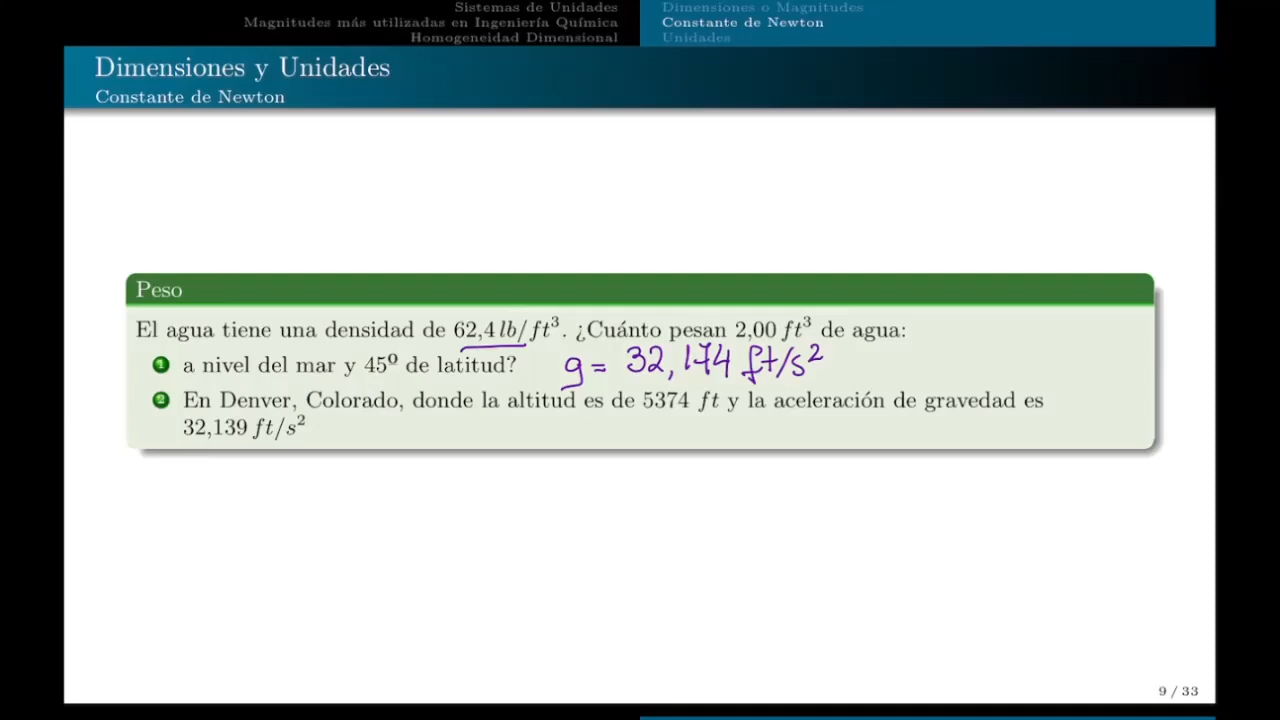 Sistemas de Unidades
Magnitudes más utilizadas en Ingeniería Química
Homogeneidad Dimensional
Dimensiones o Magnitudes
Constante de Newton
Unidades
Dimensiones y Unidades
Constante de Newton
Peso
El agua tiene una densidad de 62,4 lb/ft³. ¿Cuánto pesan 2,00 ft³ de agua:
1 a nivel del mar y 45º de latitud? g = 32,174 ft/s²
2 En Denver, Colorado, donde la altitud es de 5374 ft y la aceleración de gravedad es
32,139 ft/s²
9 / 33